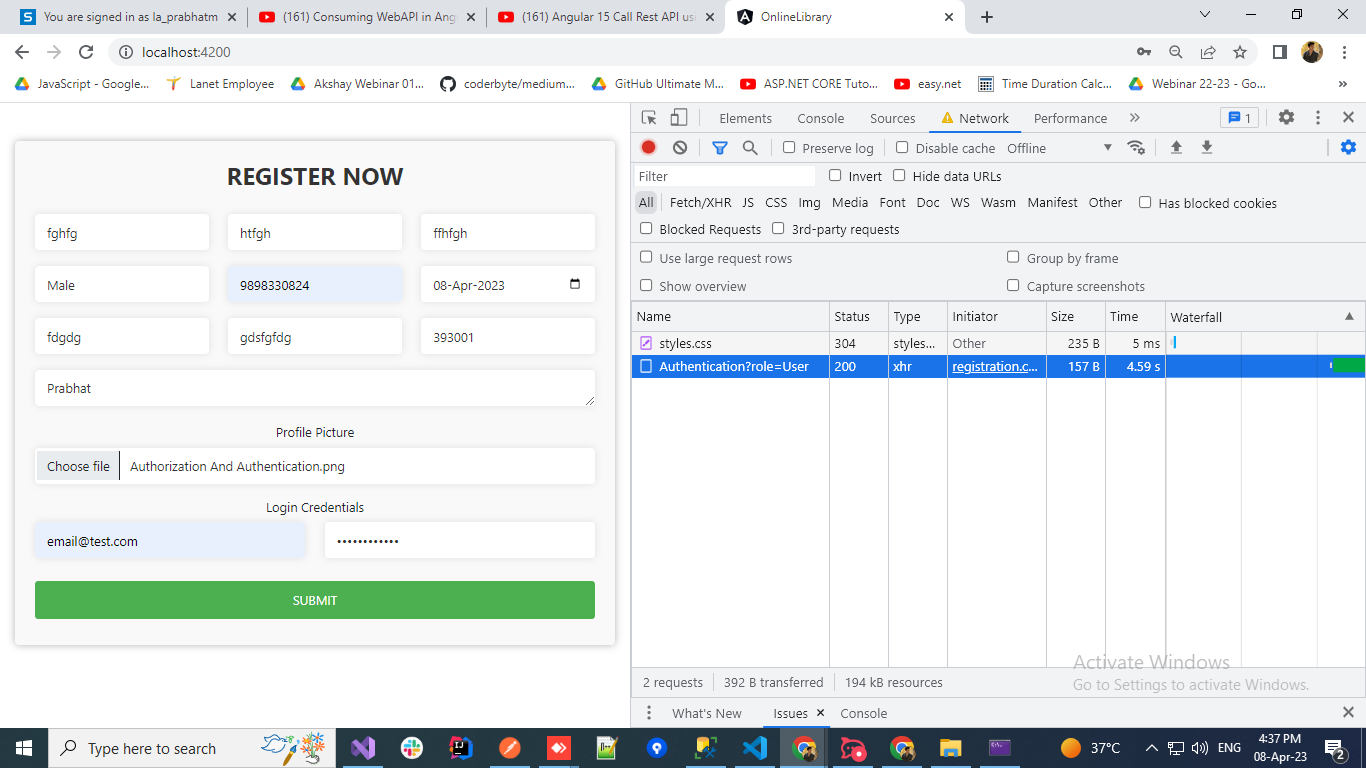 You are signed in as la_prabhatm
(161) Consuming WebAPI in Ang
(161) Angular 15 Call Rest API us
OnlineLibrary
localhost:4200
JavaScript - Google...
Lanet Employee
Akshay Webinar 01...
coderbyte/medium...
GitHub Ultimate M...
ASP.NET CORE Tuto...
easy.net
Time Duration Calc...
Webinar 22-23 - Go...
»
REGISTER NOW
fghfg htfgh ffhfgh
Male 9898330824 08-Apr-2023
fdgdg gdsfgfdg 393001
Prabhat
Profile Picture
Choose file Authorization And Authentication.png
Login Credentials
email@test.com ••••••••••••
SUBMIT
Elements Console Sources Network Performance » 1
Preserve log Disable cache Offline
Filter Invert Hide data URLs
All Fetch/XHR JS CSS Img Media Font Doc WS Wasm Manifest Other Has blocked cookies
Blocked Requests 3rd-party requests
Use large request rows Group by frame
Show overview Capture screenshots
Name Status Type Initiator Size Time Waterfall
styles.css 304 styles... Other 235 B 5 ms
Authentication?role=User 200 xhr registration.c... 157 B 4.59 s
Activate Windows
Go to Settings to activate Windows.
2 requests 392 B transferred 194 kB resources
What's New Issues Console
Type here to search
37°C ENG 4:37 PM
08-Apr-23 2